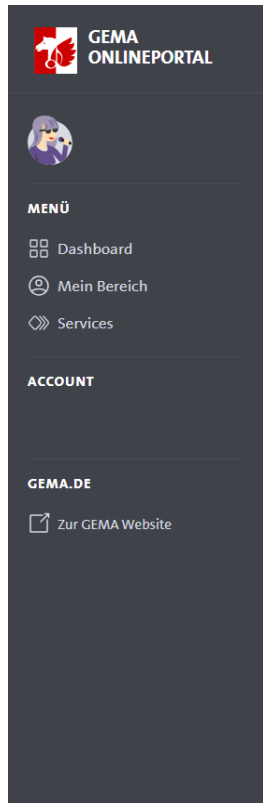 GEMA
ONLINEPORTAL
MENÜ
Dashboard
Mein Bereich
Services
ACCOUNT
GEMA.DE
Zur GEMA Website